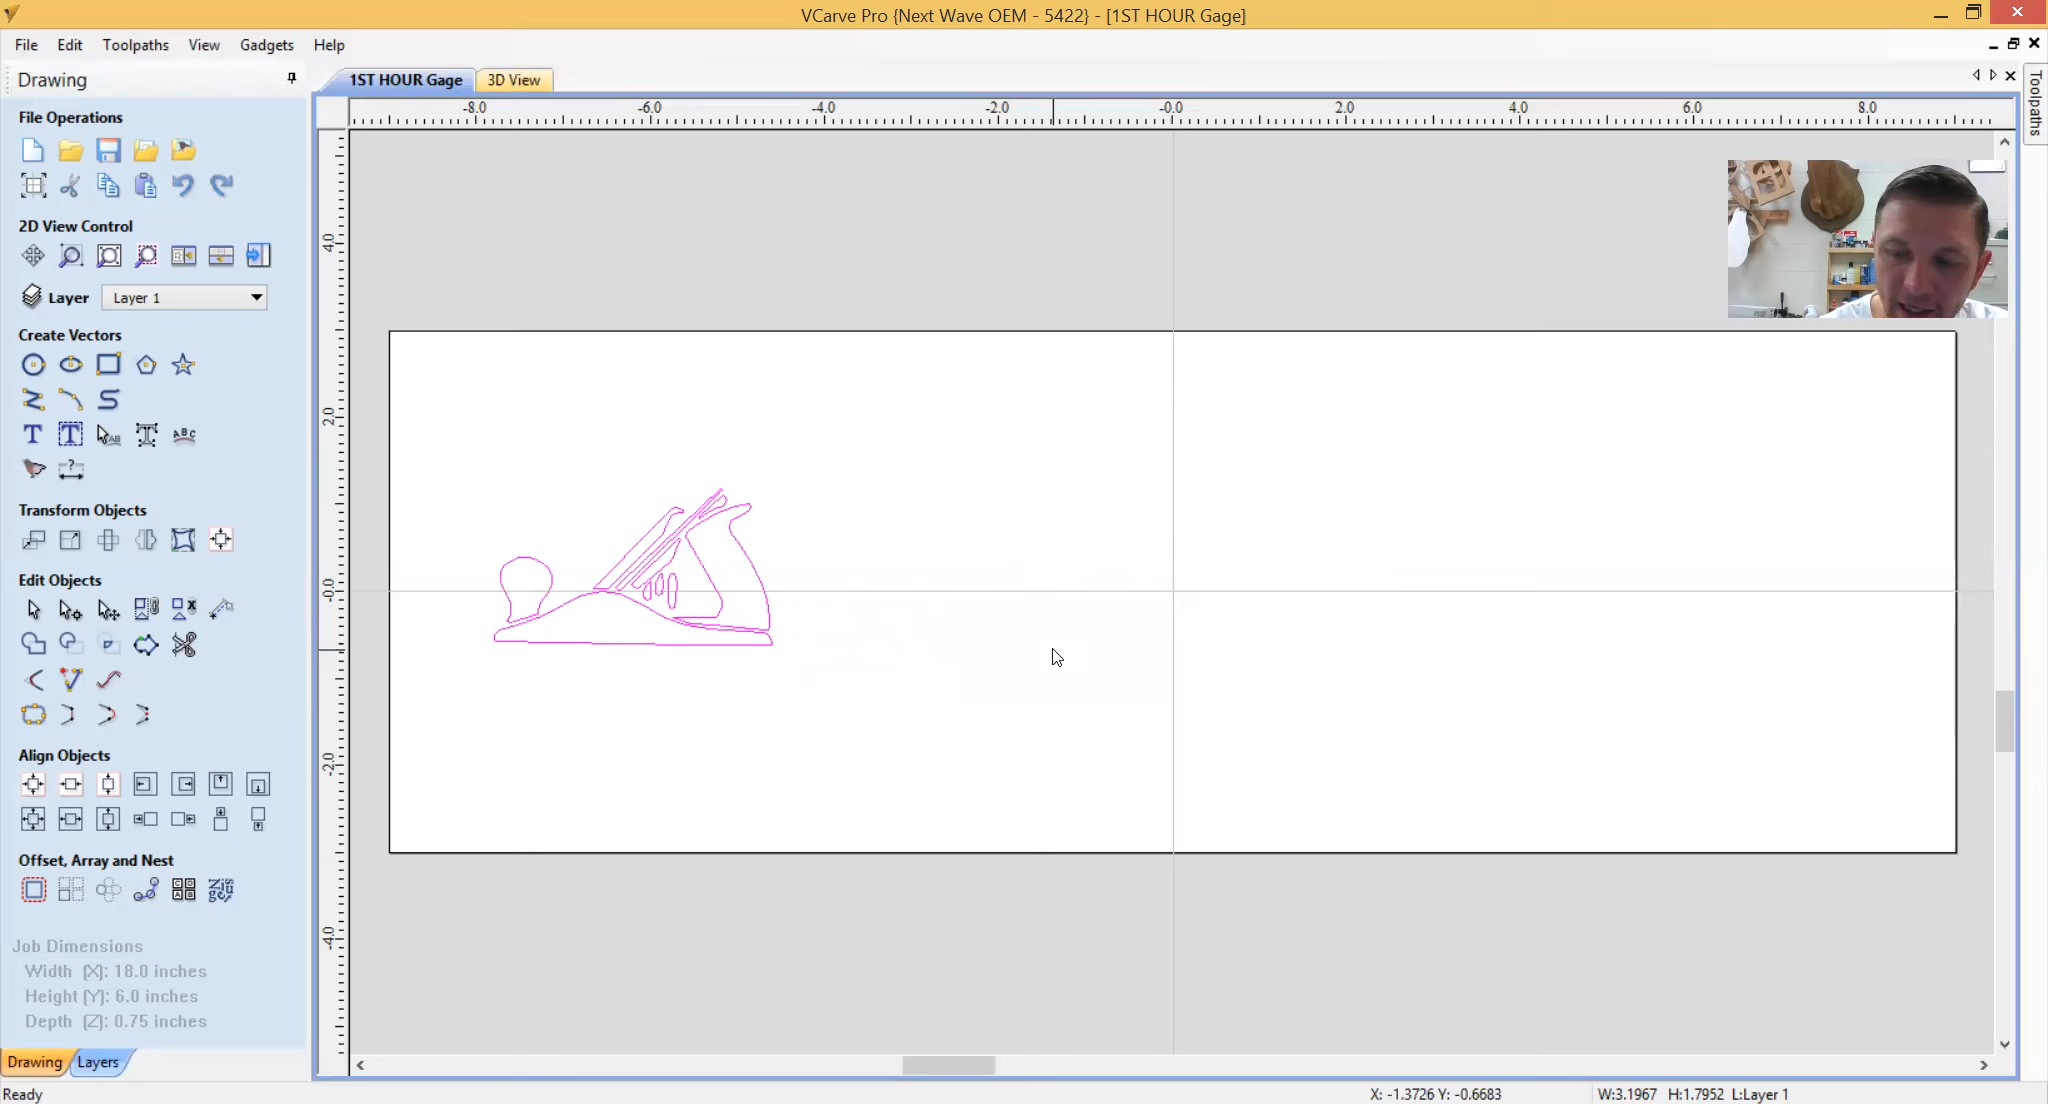 VCarve Pro {Next Wave OEM - 5422} - [1ST HOUR Gage]
File Edit Toolpaths View Gadgets Help
Drawing
1ST HOUR Gage 3D View
Toolpaths
-8.0 -6.0 -4.0 -2.0 -0.0 2.0 4.0 6.0 8.0
4.0
2.0
-0.0
-2.0
-4.0
File Operations
2D View Control
Layer Layer 1
Create Vectors
Transform Objects
Edit Objects
Align Objects
Offset, Array and Nest
Job Dimensions
Width (X): 18.0 inches
Height (Y): 6.0 inches
Depth (Z): 0.75 inches
Drawing Layers
Ready
X: -1.3726 Y: -0.6683
W:3.1967 H:1.7952 L:Layer 1